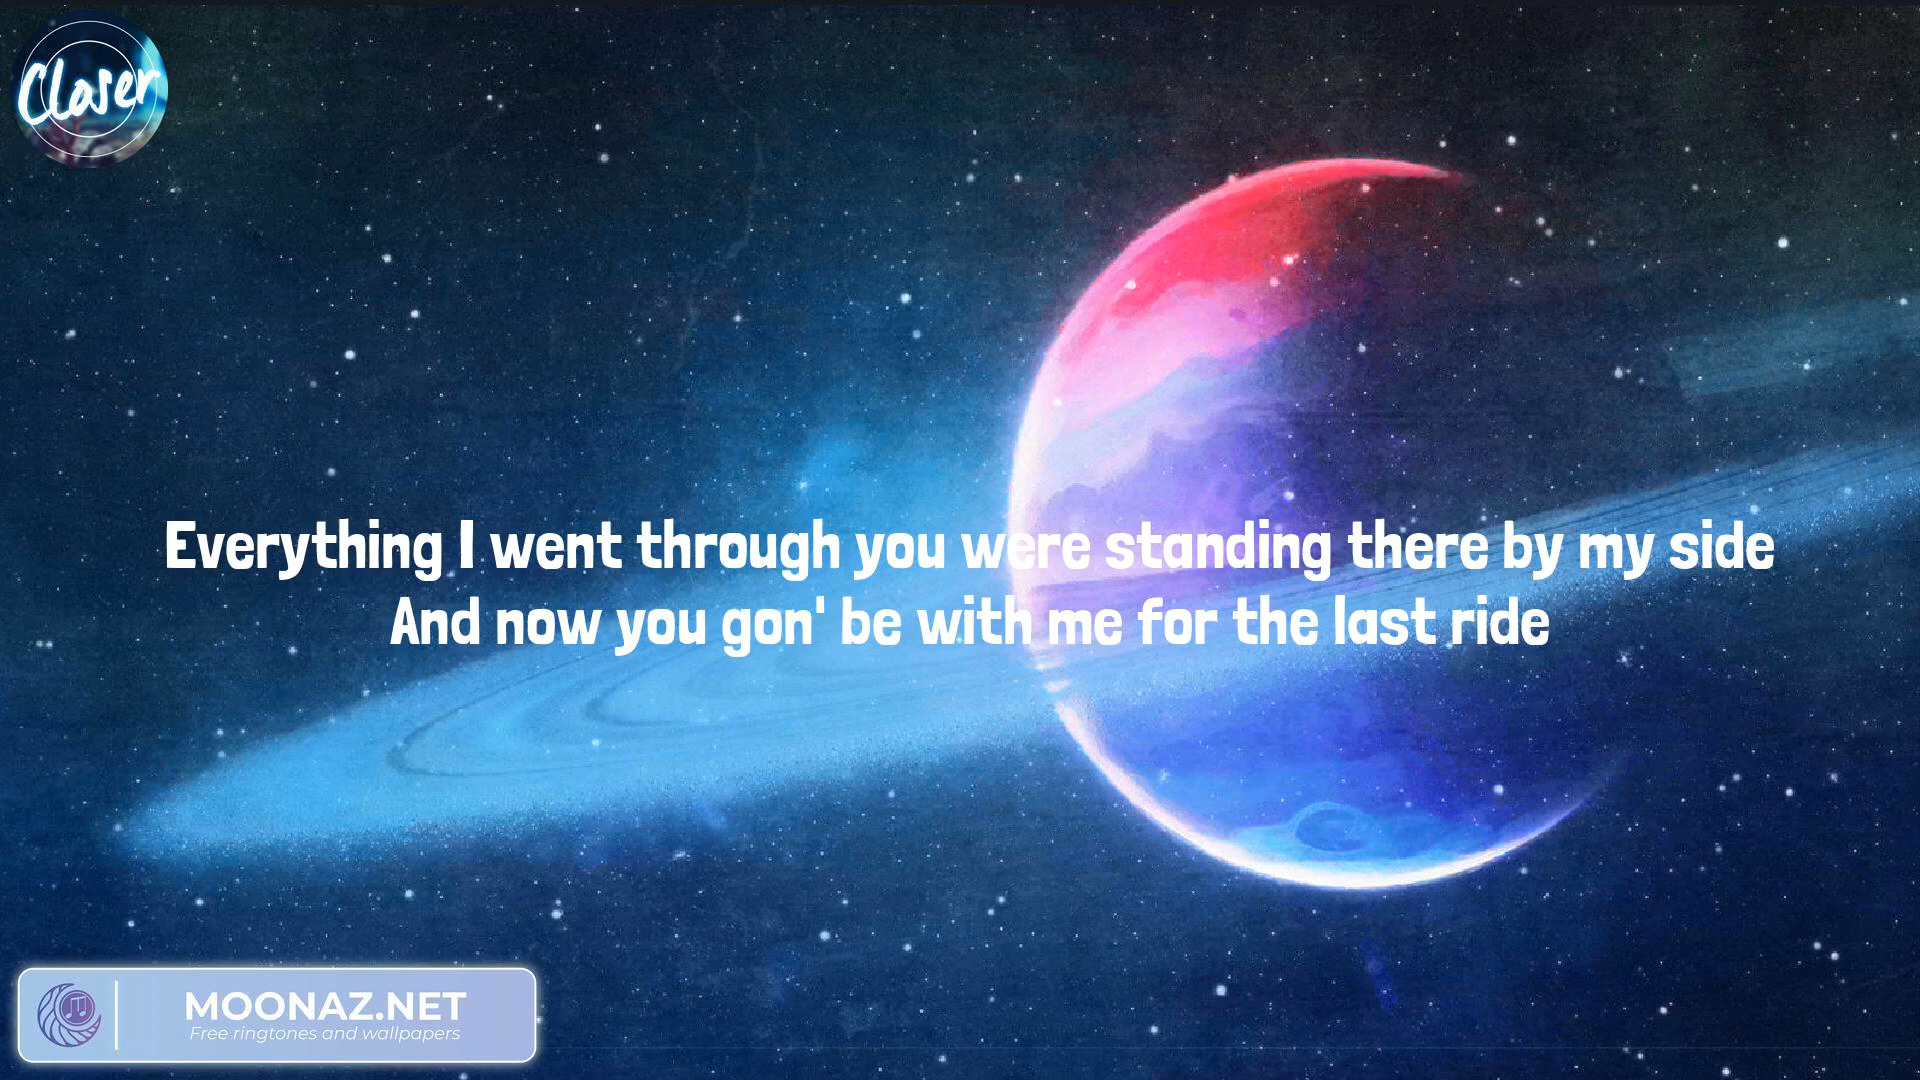 Closer
Everything I went through you were standing there by my side
And now you gon' be with me for the last ride
MOONAZ.NET
Free ringtones and wallpapers